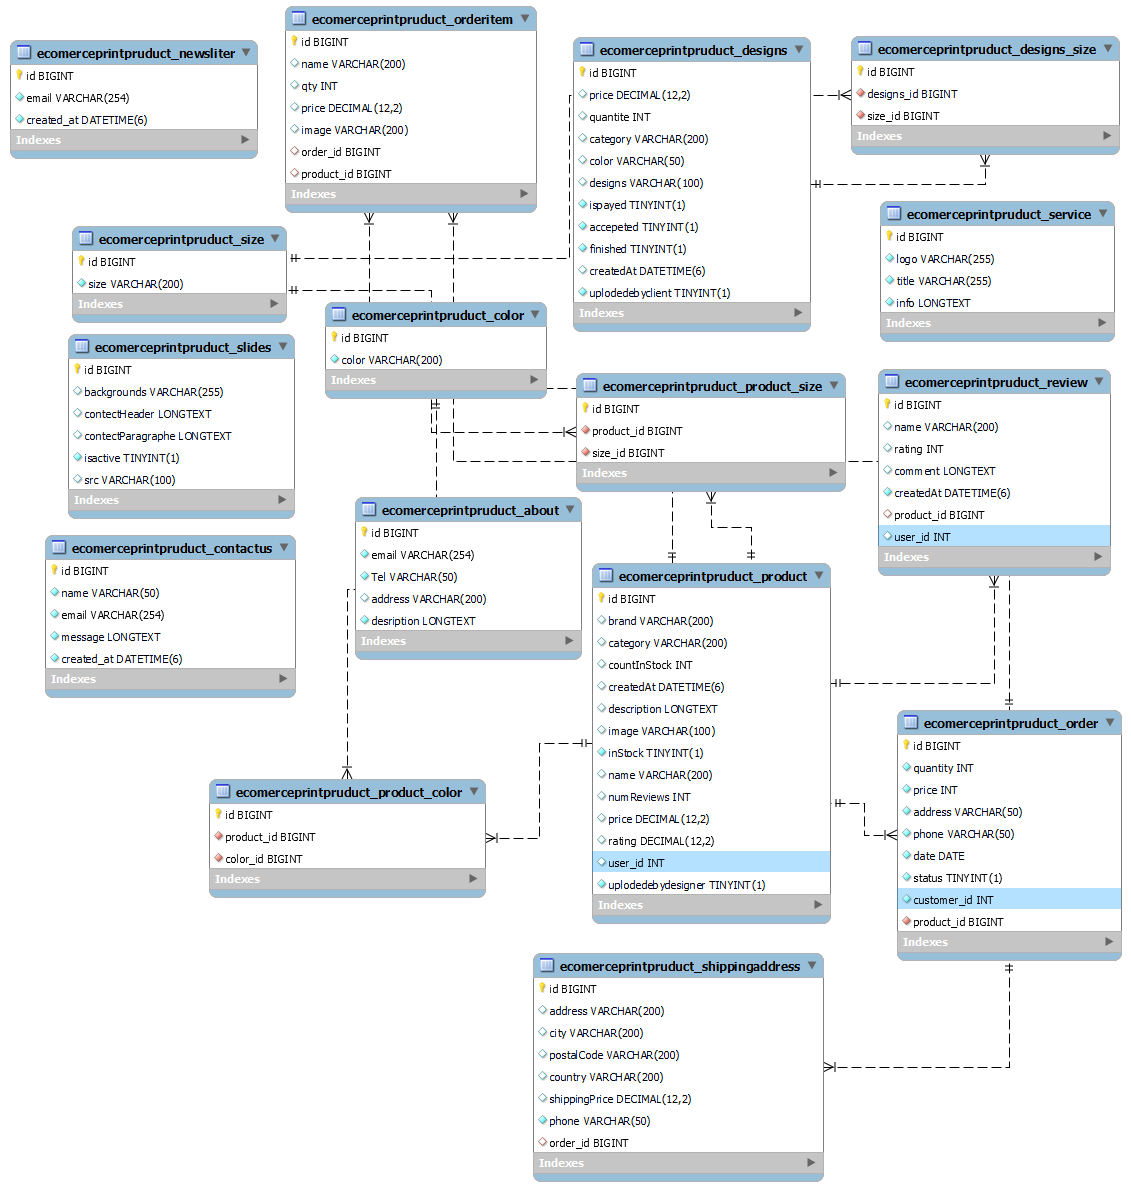 ecomerceprintpruduct_newsliter
id BIGINT
email VARCHAR(254)
created_at DATETIME(6)
Indexes
ecomerceprintpruduct_orderitem
id BIGINT
name VARCHAR(200)
qty INT
price DECIMAL(12,2)
image VARCHAR(200)
order_id BIGINT
product_id BIGINT
Indexes
ecomerceprintpruduct_designs
id BIGINT
price DECIMAL(12,2)
quantite INT
category VARCHAR(200)
color VARCHAR(50)
designs VARCHAR(100)
ispayed TINYINT(1)
accepeted TINYINT(1)
finished TINYINT(1)
createdAt DATETIME(6)
uplodedebyclient TINYINT(1)
Indexes
ecomerceprintpruduct_designs_size
id BIGINT
designs_id BIGINT
size_id BIGINT
Indexes
ecomerceprintpruduct_size
id BIGINT
size VARCHAR(200)
Indexes
ecomerceprintpruduct_service
id BIGINT
logo VARCHAR(255)
title VARCHAR(255)
info LONGTEXT
Indexes
ecomerceprintpruduct_color
id BIGINT
color VARCHAR(200)
Indexes
ecomerceprintpruduct_slides
id BIGINT
backgrounds VARCHAR(255)
contectHeader LONGTEXT
contectParagraphe LONGTEXT
isactive TINYINT(1)
src VARCHAR(100)
Indexes
ecomerceprintpruduct_product_size
id BIGINT
product_id BIGINT
size_id BIGINT
Indexes
ecomerceprintpruduct_review
id BIGINT
name VARCHAR(200)
rating INT
comment LONGTEXT
createdAt DATETIME(6)
product_id BIGINT
user_id INT
Indexes
ecomerceprintpruduct_about
id BIGINT
email VARCHAR(254)
Tel VARCHAR(50)
address VARCHAR(200)
desription LONGTEXT
Indexes
ecomerceprintpruduct_contactus
id BIGINT
name VARCHAR(50)
email VARCHAR(254)
message LONGTEXT
created_at DATETIME(6)
Indexes
ecomerceprintpruduct_product
id BIGINT
brand VARCHAR(200)
category VARCHAR(200)
countInStock INT
createdAt DATETIME(6)
description LONGTEXT
image VARCHAR(100)
inStock TINYINT(1)
name VARCHAR(200)
numReviews INT
price DECIMAL(12,2)
rating DECIMAL(12,2)
user_id INT
uplodedebydesigner TINYINT(1)
Indexes
ecomerceprintpruduct_order
id BIGINT
quantity INT
price INT
address VARCHAR(50)
phone VARCHAR(50)
date DATE
status TINYINT(1)
customer_id INT
product_id BIGINT
Indexes
ecomerceprintpruduct_product_color
id BIGINT
product_id BIGINT
color_id BIGINT
Indexes
ecomerceprintpruduct_shippingaddress
id BIGINT
address VARCHAR(200)
city VARCHAR(200)
postalCode VARCHAR(200)
country VARCHAR(200)
shippingPrice DECIMAL(12,2)
phone VARCHAR(50)
order_id BIGINT
Indexes